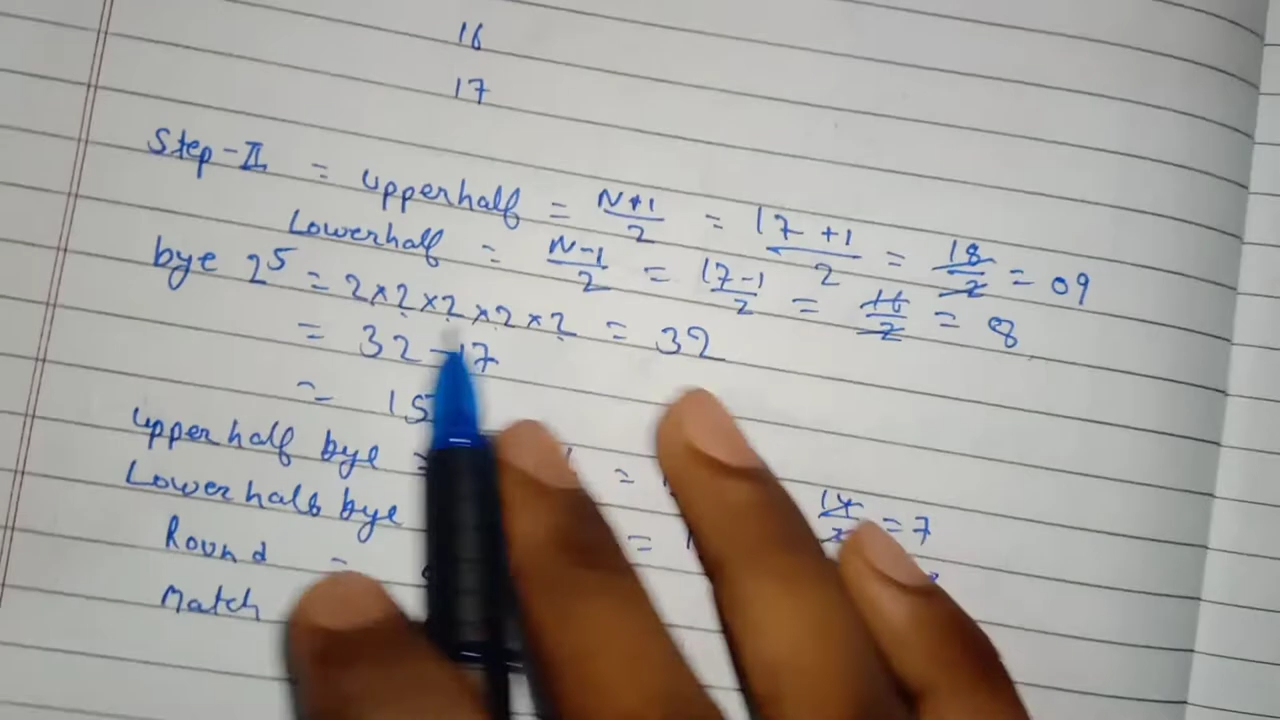 16
17
Step-II = upperhalf = N+1/2 = 17+1/2 = 18/2 = 09
Lowerhalf = N-1/2 = 17-1/2 = 16/2 = 8
bye 2^5 = 2×2×2×2×2 = 32
= 32-17
= 15
upper half bye = =
Lower half bye = 14/2 = 7
Round =
Match